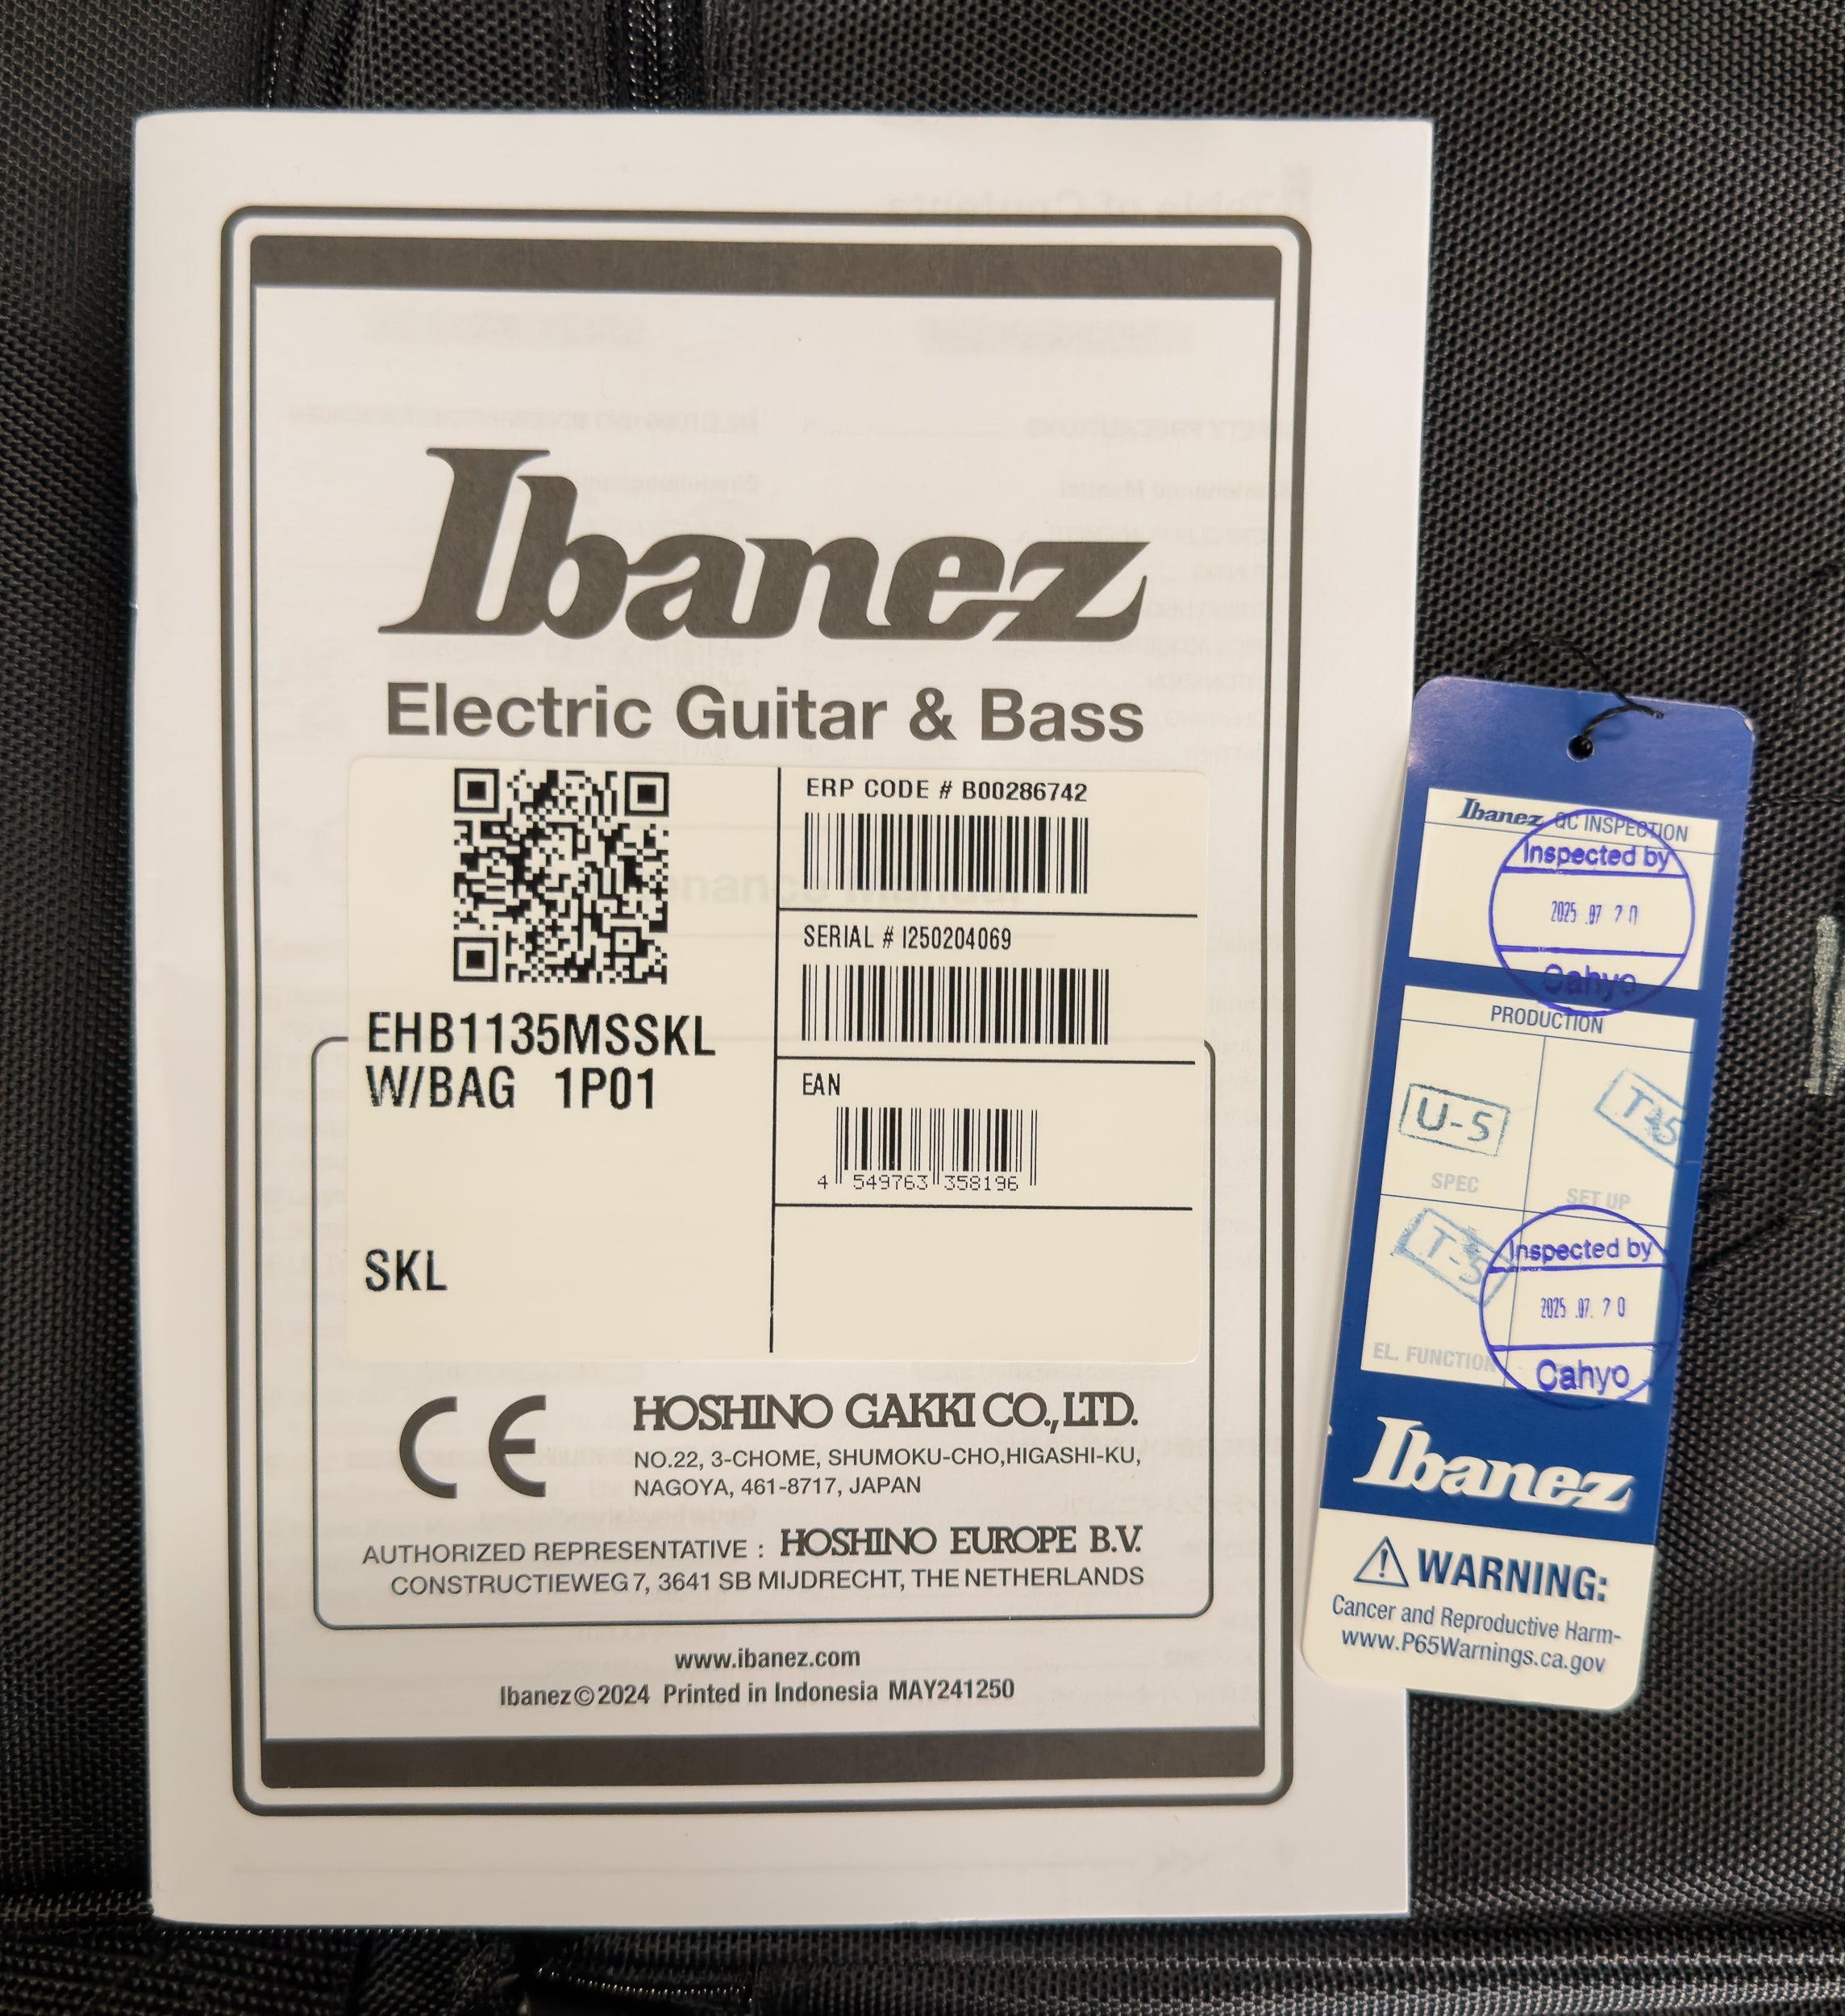 Ibanez
Electric Guitar & Bass
ERP CODE # B00286742
SERIAL # I250204069
EHB1135MSSKL
W/BAG 1P01
EAN
4 549763 358196
SKL
CE
HOSHINO GAKKI CO., LTD.
NO.22, 3-CHOME, SHUMOKU-CHO,HIGASHI-KU,
NAGOYA, 461-8717, JAPAN
AUTHORIZED REPRESENTATIVE : HOSHINO EUROPE B.V.
CONSTRUCTIEWEG 7, 3641 SB MIJDRECHT, THE NETHERLANDS
www.ibanez.com
Ibanez©2024 Printed in Indonesia MAY241250
Ibanez QC INSPECTION
Inspected by
2025 .07 20
Cahyo
PRODUCTION
U-5
T-5
SPEC
SET UP
T-5
Inspected by
2025 .07. 20
EL. FUNCTION
Cahyo
Ibanez
WARNING:
Cancer and Reproductive Harm-
www.P65Warnings.ca.gov